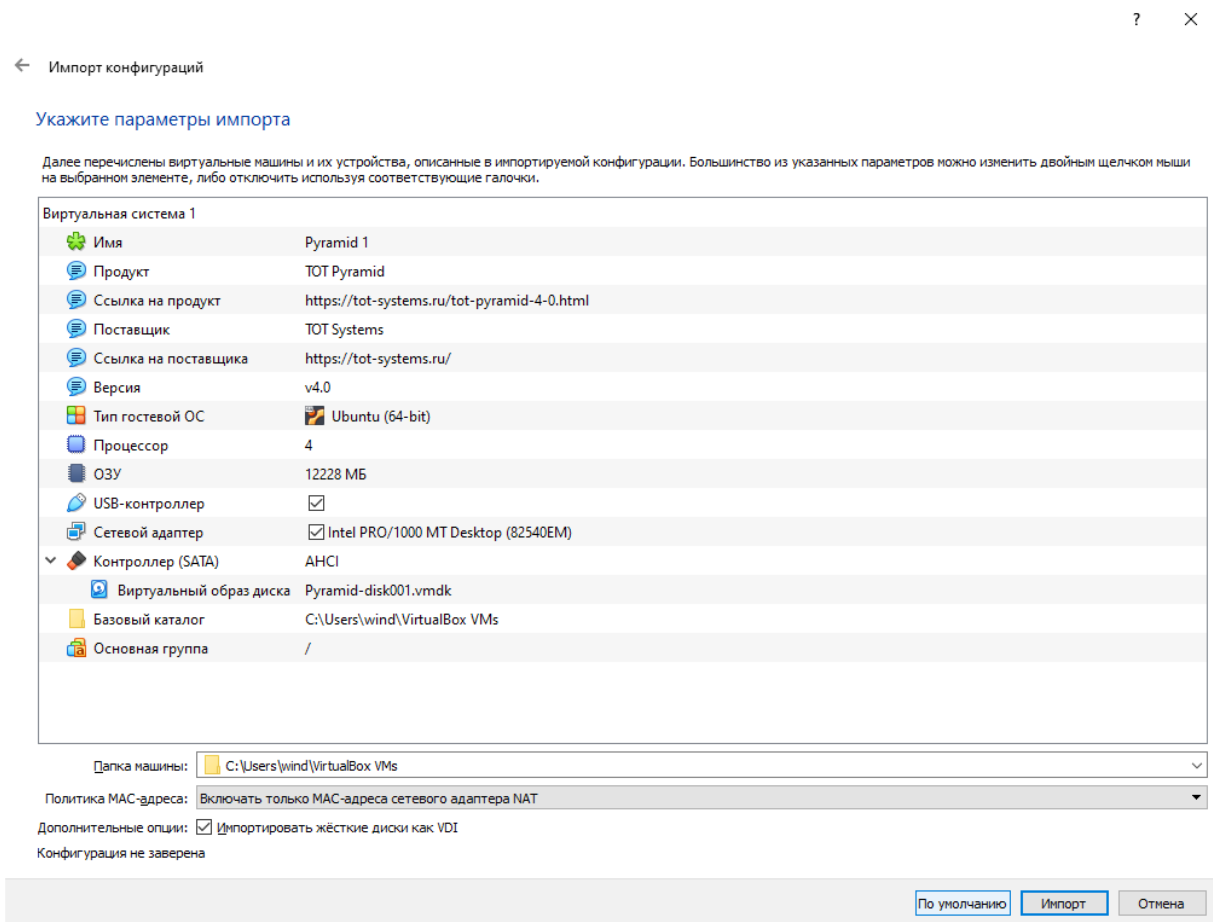 ?
Импорт конфигураций
Укажите параметры импорта
Далее перечислены виртуальные машины и их устройства, описанные в импортируемой конфигурации. Большинство из указанных параметров можно изменить двойным щелчком мыши
на выбранном элементе, либо отключить используя соответствующие галочки.
Виртуальная система 1
Имя Pyramid 1
Продукт TOT Pyramid
Ссылка на продукт https://tot-systems.ru/tot-pyramid-4-0.html
Поставщик TOT Systems
Ссылка на поставщика https://tot-systems.ru/
Версия v4.0
Тип гостевой ОС Ubuntu (64-bit)
Процессор 4
ОЗУ 12228 МБ
USB-контроллер
Сетевой адаптер Intel PRO/1000 MT Desktop (82540EM)
Контроллер (SATA) AHCI
Виртуальный образ диска Pyramid-disk001.vmdk
Базовый каталог C:\Users\wind\VirtualBox VMs
Основная группа /
Папка машины: C:\Users\wind\VirtualBox VMs
Политика MAC-адреса: Включать только MAC-адреса сетевого адаптера NAT
Дополнительные опции: Импортировать жёсткие диски как VDI
Конфигурация не заверена
По умолчанию Импорт Отмена